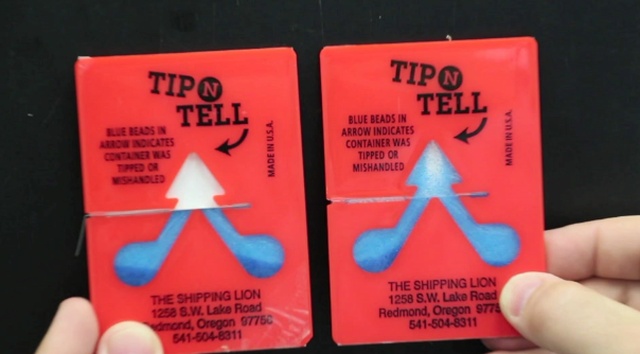 TIP N
TELL
BLUE BEADS IN
ARROW INDICATES
CONTAINER WAS
TIPPED OR
MISHANDLED
MADE IN U.S.A.
THE SHIPPING LION
1258 S.W. Lake Road
Redmond, Oregon 97756
541-504-8311
TIP N
TELL
BLUE BEADS IN
ARROW INDICATES
CONTAINER WAS
TIPPED OR
MISHANDLED
MADE IN U.S.A.
THE SHIPPING LION
1258 S.W. Lake Road
Redmond, Oregon
541-504-8311